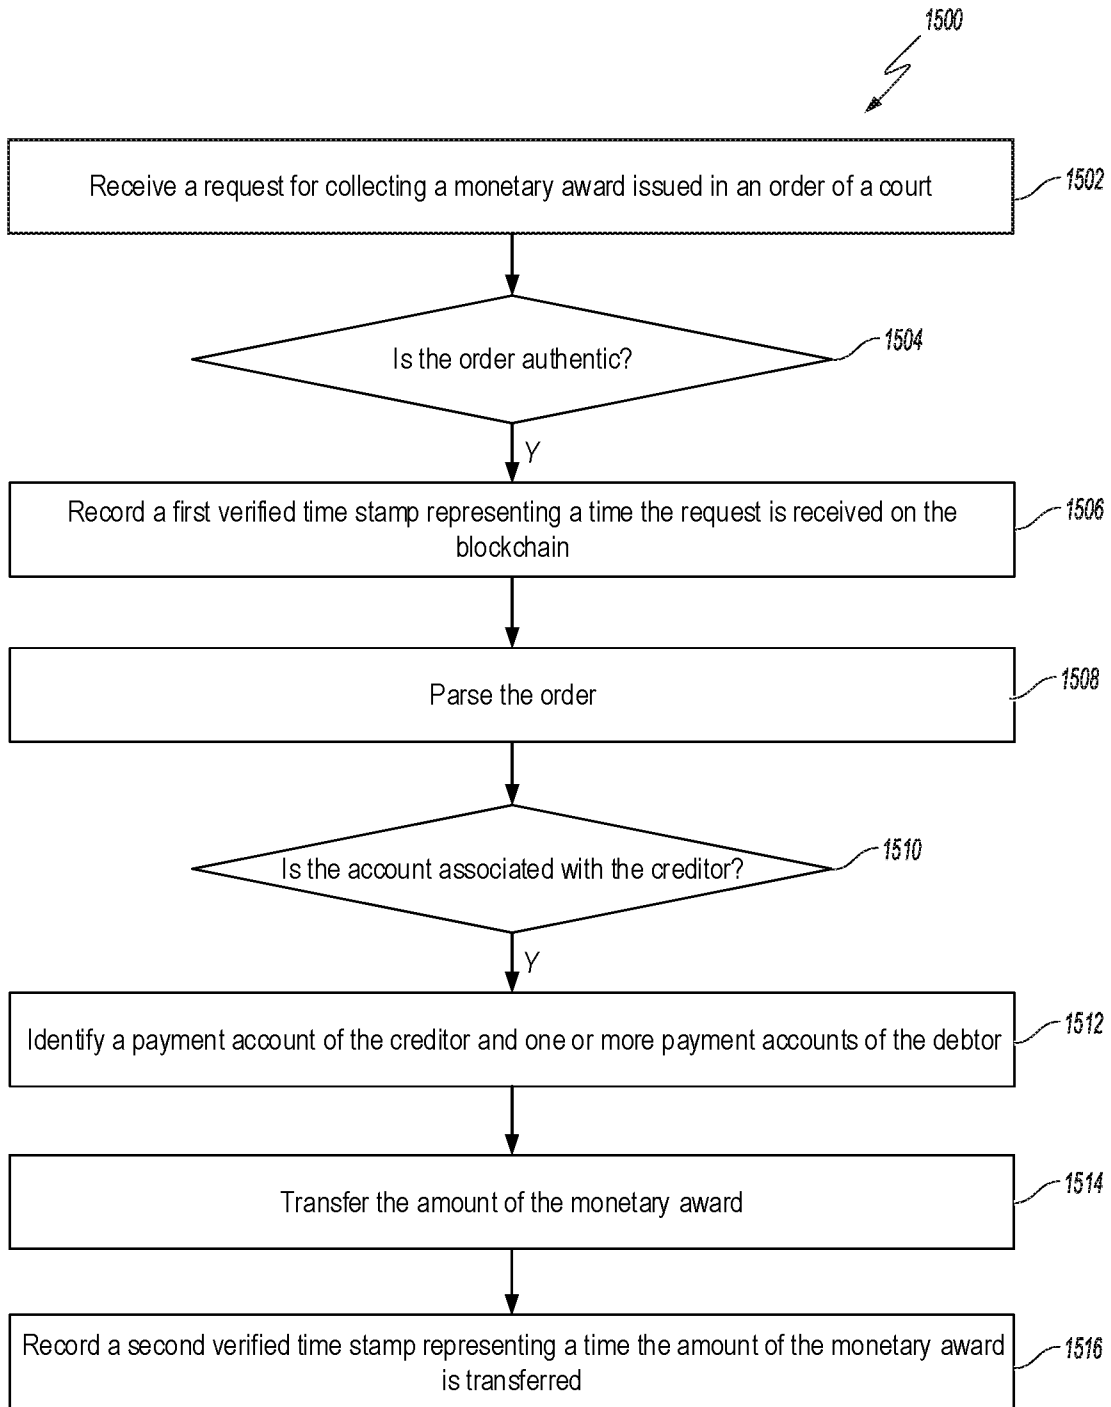 1500
Receive a request for collecting a monetary award issued in an order of a court
1502
Is the order authentic?
1504
Y
Record a first verified time stamp representing a time the request is received on the
blockchain
1506
Parse the order
1508
Is the account associated with the creditor?
1510
Y
Identify a payment account of the creditor and one or more payment accounts of the debtor
1512
Transfer the amount of the monetary award
1514
Record a second verified time stamp representing a time the amount of the monetary award
is transferred
1516